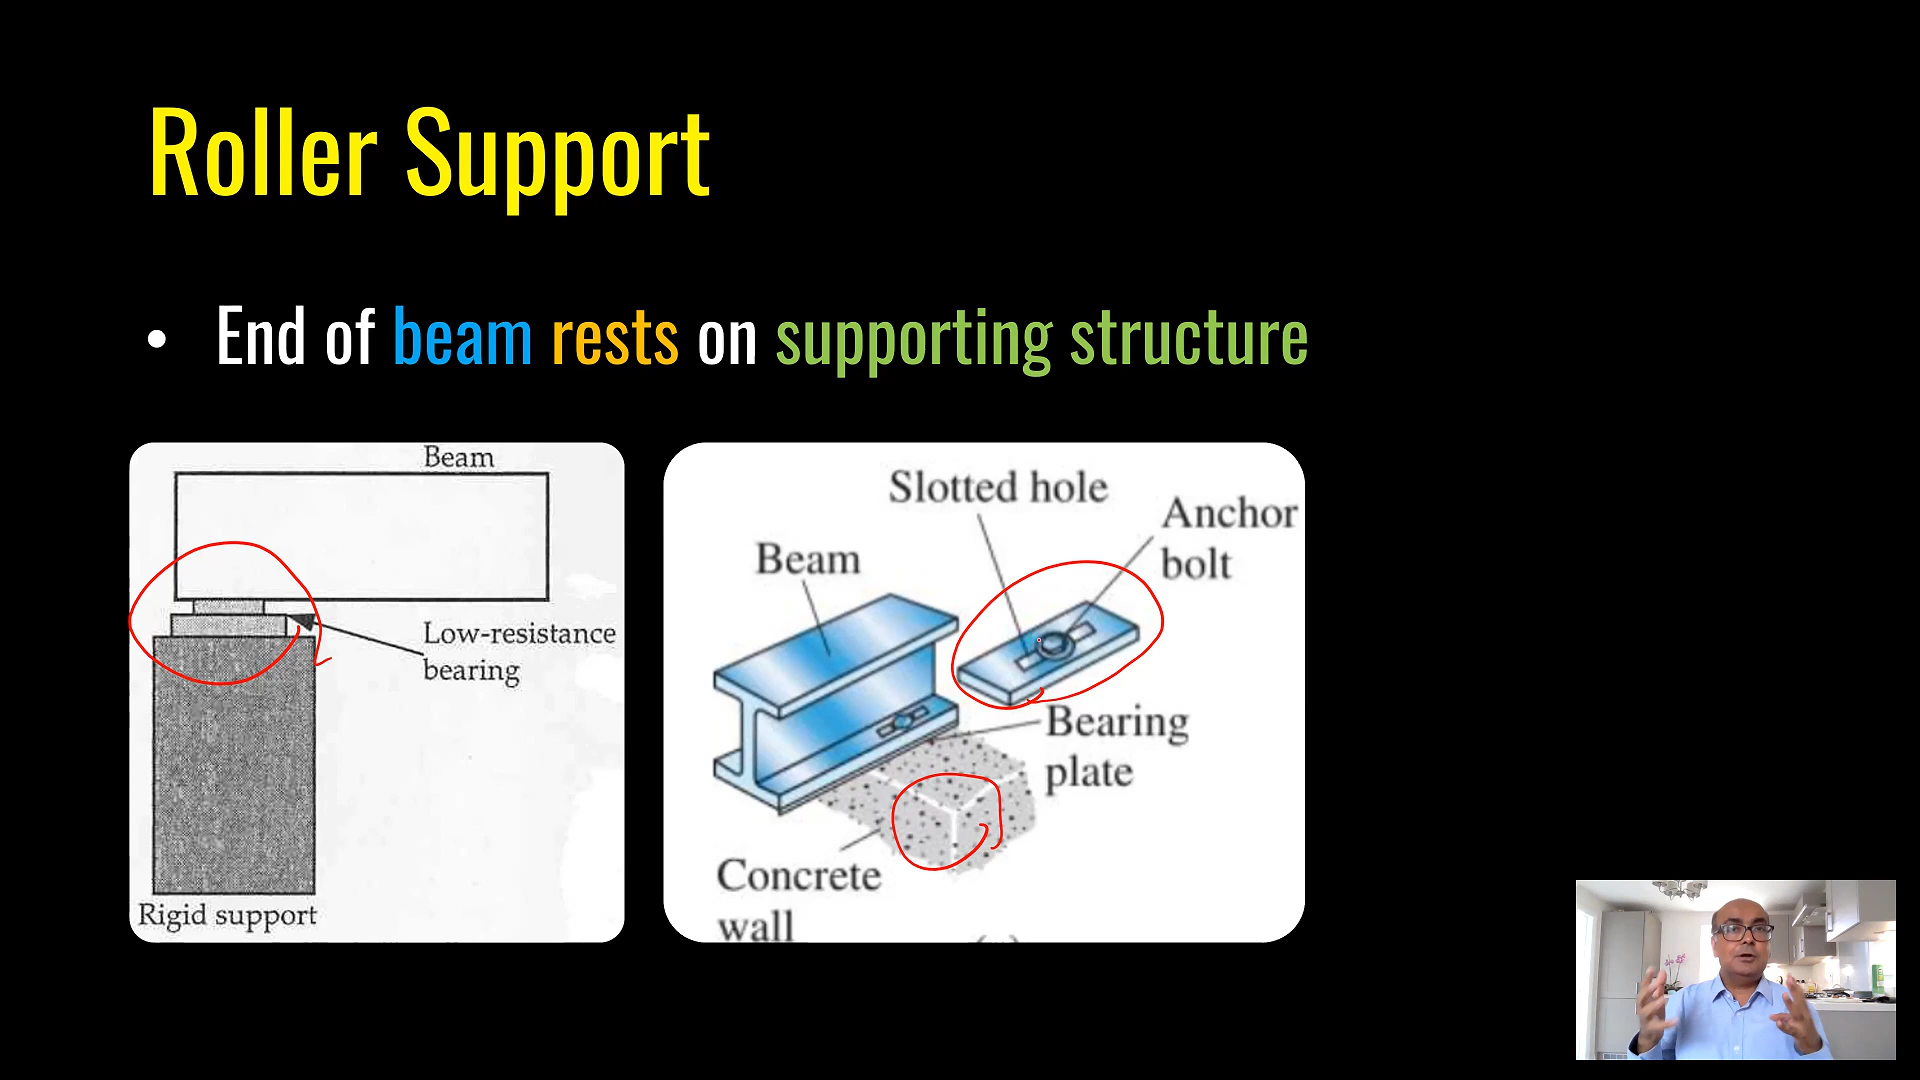 Roller Support
• End of beam rests on supporting structure
Beam
Low-resistance
bearing
Rigid support
Slotted hole
Anchor
bolt
Beam
Bearing
plate
Concrete
wall